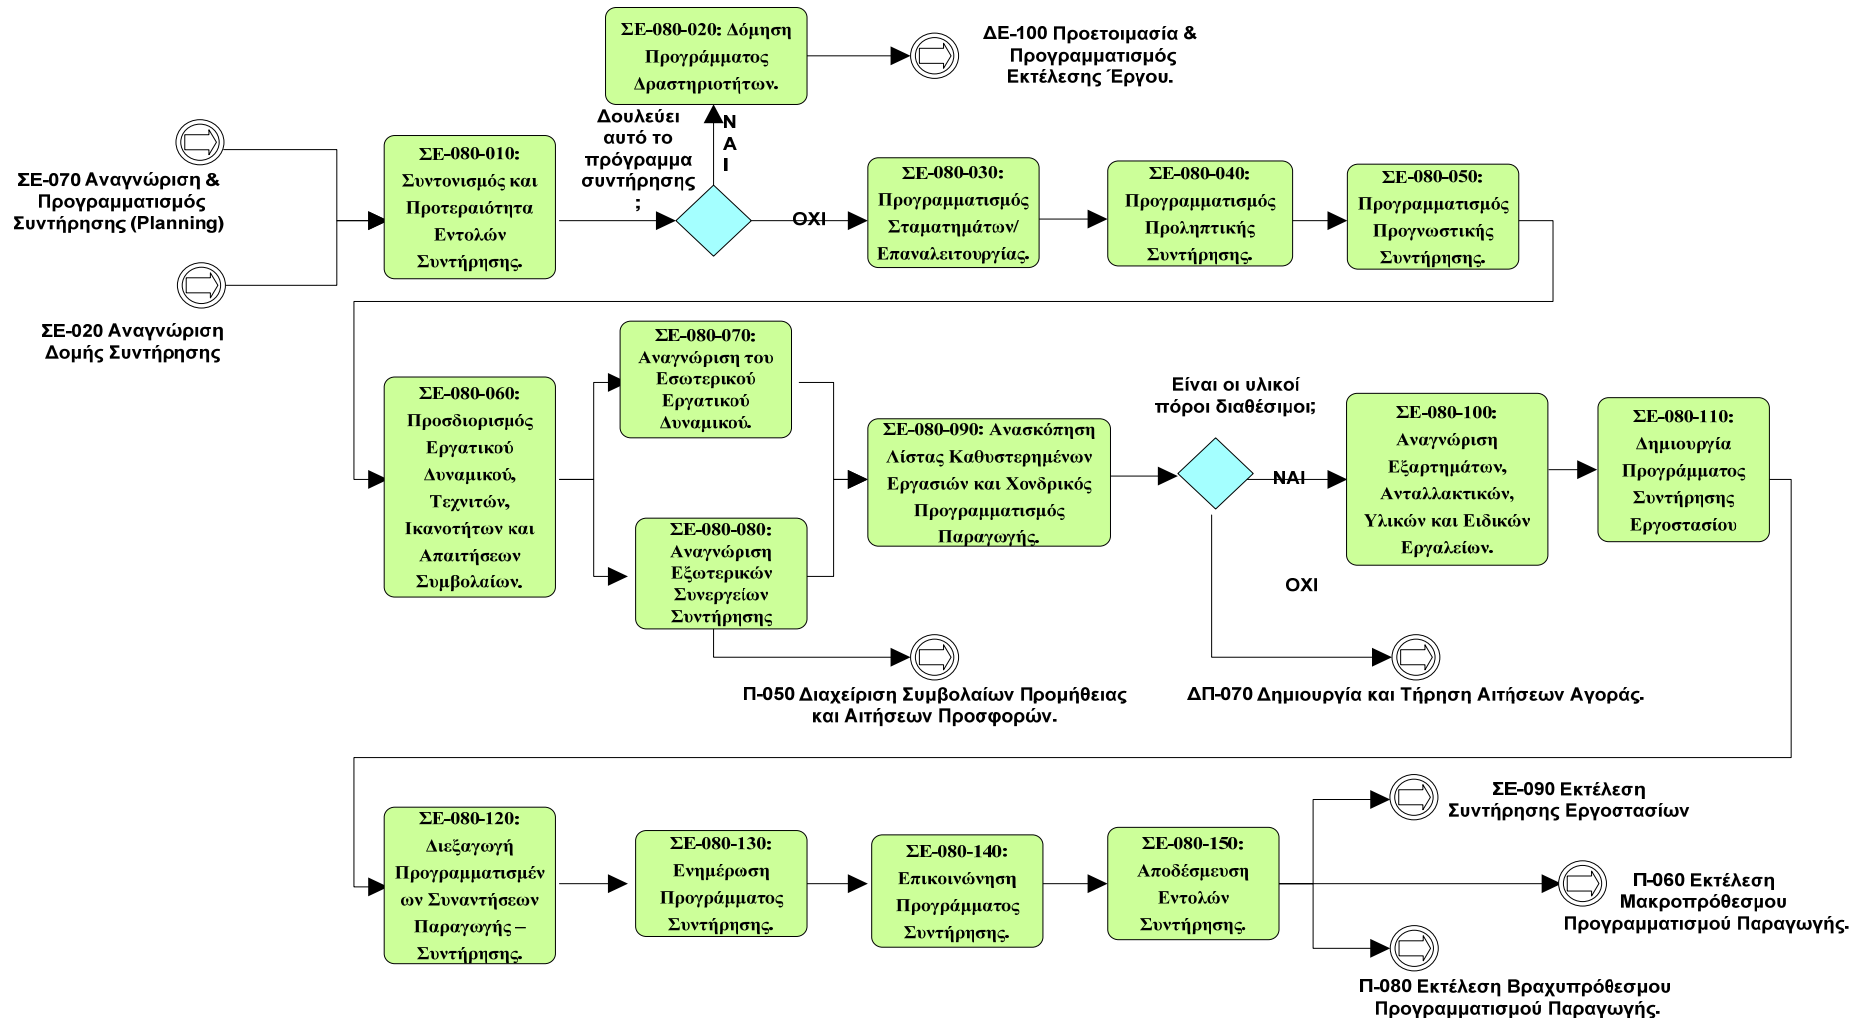 ΣΕ-080-020: Δόμηση
Προγράμματος
Δραστηριοτήτων.
ΔΕ-100 Προετοιμασία &
Προγραμματισμός
Εκτέλεσης Έργου.
ΣΕ-070 Αναγνώριση &
Προγραμματισμός
Συντήρησης (Planning)
ΣΕ-020 Αναγνώριση
Δομής Συντήρησης
ΣΕ-080-010:
Συντονισμός και
Προτεραιότητα
Εντολών
Συντήρησης.
Δουλεύει
αυτό το
πρόγραμμα
συντήρησης
;
Ν
Α
Ι
ΟΧΙ
ΣΕ-080-030:
Προγραμματισμός
Σταματημάτων/
Επαναλειτουργίας.
ΣΕ-080-040:
Προγραμματισμός
Προληπτικής
Συντήρησης.
ΣΕ-080-050:
Προγραμματισμός
Προγνωστικής
Συντήρησης.
ΣΕ-080-060:
Προσδιορισμός
Εργατικού
Δυναμικού,
Τεχνιτών,
Ικανοτήτων και
Απαιτήσεων
Συμβολαίων.
ΣΕ-080-070:
Αναγνώριση του
Εσωτερικού
Εργατικού
Δυναμικού.
ΣΕ-080-080:
Αναγνώριση
Εξωτερικών
Συνεργείων
Συντήρησης
ΣΕ-080-090: Ανασκόπηση
Λίστας Καθυστερημένων
Εργασιών και Χονδρικός
Προγραμματισμός
Παραγωγής.
Είναι οι υλικοί
πόροι διαθέσιμοι;
ΝΑΙ
ΟΧΙ
ΣΕ-080-100:
Αναγνώριση
Εξαρτημάτων,
Ανταλλακτικών,
Υλικών και Ειδικών
Εργαλείων.
ΣΕ-080-110:
Δημιουργία
Προγράμματος
Συντήρησης
Εργοστασίου
Π-050 Διαχείριση Συμβολαίων Προμήθειας
και Αιτήσεων Προσφορών.
ΔΠ-070 Δημιουργία και Τήρηση Αιτήσεων Αγοράς.
ΣΕ-080-120:
Διεξαγωγή
Προγραμματισμέν
ων Συναντήσεων
Παραγωγής –
Συντήρησης.
ΣΕ-080-130:
Ενημέρωση
Προγράμματος
Συντήρησης.
ΣΕ-080-140:
Επικοινώνηση
Προγράμματος
Συντήρησης.
ΣΕ-080-150:
Αποδέσμευση
Εντολών
Συντήρησης.
ΣΕ-090 Εκτέλεση
Συντήρησης Εργοστασίων
Π-060 Εκτέλεση
Μακροπρόθεσμου
Προγραμματισμού Παραγωγής.
Π-080 Εκτέλεση Βραχυπρόθεσμου
Προγραμματισμού Παραγωγής.